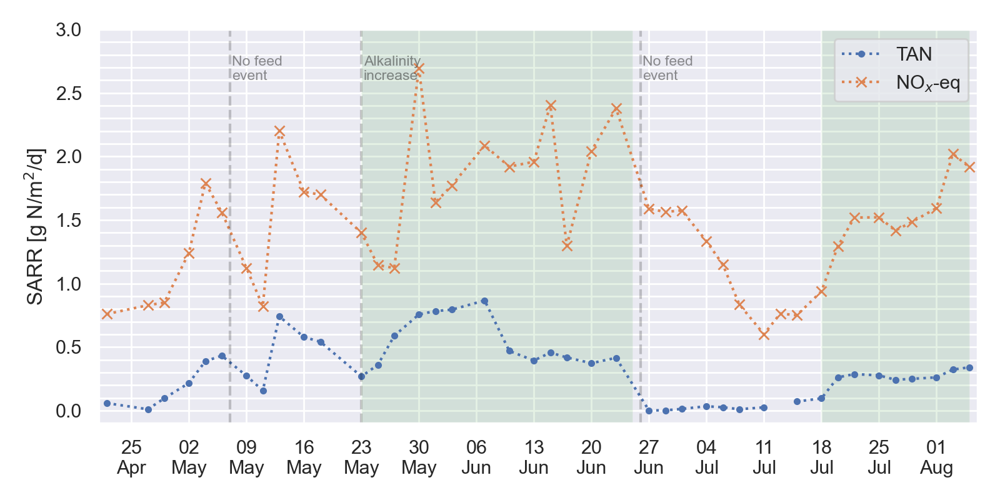 3.0
2.5
2.0
1.5
1.0
0.5
0.0
SARR [g N/m²/d]
No feed
event
Alkalinity
increase
No feed
event
TAN
NOₓ-eq
25 02 09 16 23 30 06 13 20 27 04 11 18 25 01
Apr May May May May May Jun Jun Jun Jun Jul Jul Jul Jul Aug